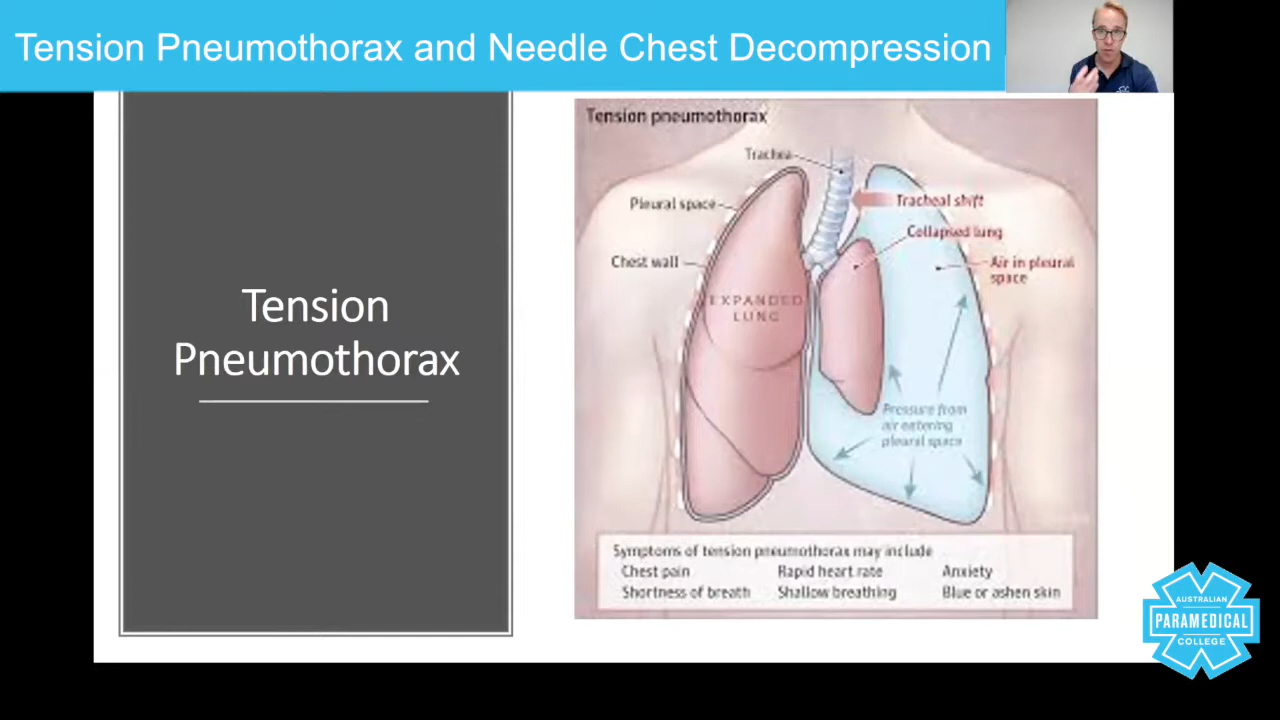 Tension Pneumothorax and Needle Chest Decompression
Tension
Pneumothorax
Tension pneumothorax
Trachea
Pleural space
Tracheal shift
Collapsed lung
Chest wall
Air in pleural
space
EXPANDED
LUNG
Pressure from
air entering
pleural space
Symptoms of tension pneumothorax may include
Chest pain
Rapid heart rate
Anxiety
Shortness of breath
Shallow breathing
Blue or ashen skin
AUSTRALIAN
PARAMEDICAL
COLLEGE